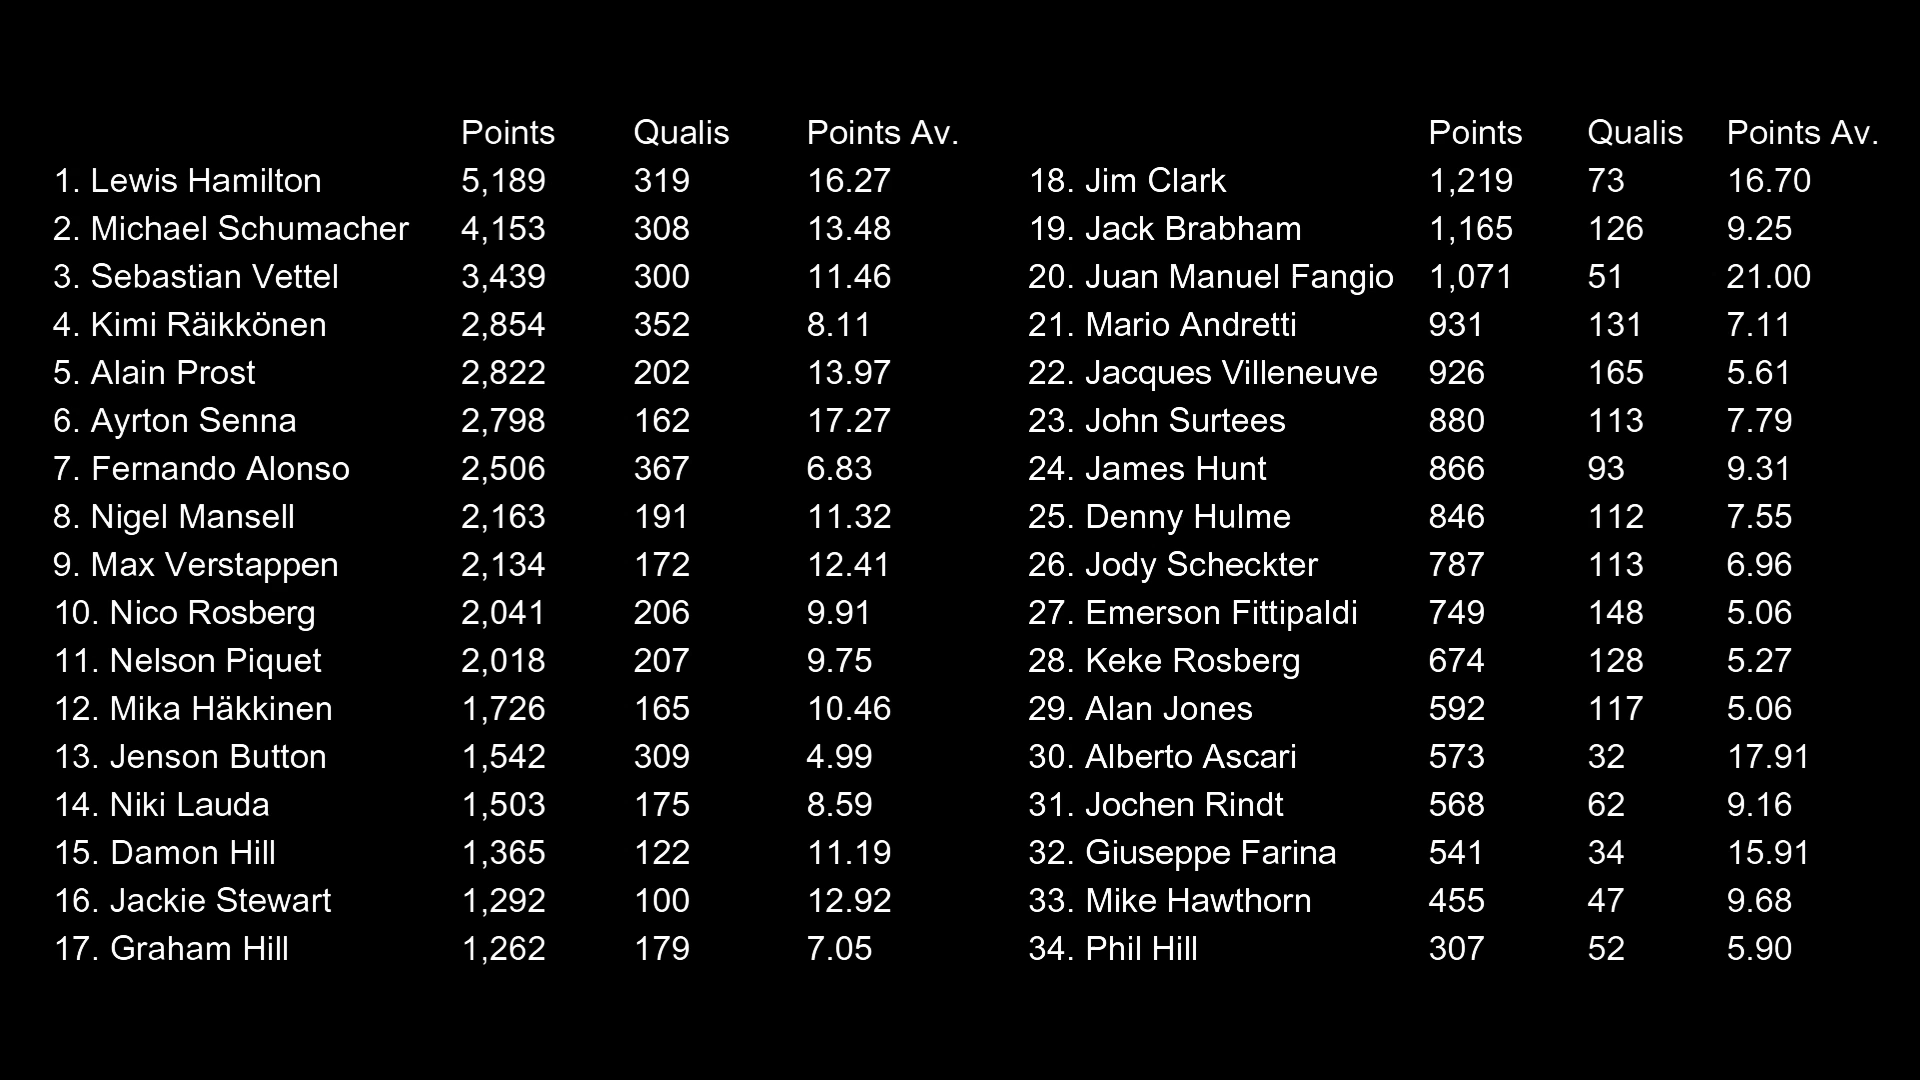 Points Qualis Points Av. Points Qualis Points Av.
1. Lewis Hamilton 5,189 319 16.27 18. Jim Clark 1,219 73 16.70
2. Michael Schumacher 4,153 308 13.48 19. Jack Brabham 1,165 126 9.25
3. Sebastian Vettel 3,439 300 11.46 20. Juan Manuel Fangio 1,071 51 21.00
4. Kimi Räikkönen 2,854 352 8.11 21. Mario Andretti 931 131 7.11
5. Alain Prost 2,822 202 13.97 22. Jacques Villeneuve 926 165 5.61
6. Ayrton Senna 2,798 162 17.27 23. John Surtees 880 113 7.79
7. Fernando Alonso 2,506 367 6.83 24. James Hunt 866 93 9.31
8. Nigel Mansell 2,163 191 11.32 25. Denny Hulme 846 112 7.55
9. Max Verstappen 2,134 172 12.41 26. Jody Scheckter 787 113 6.96
10. Nico Rosberg 2,041 206 9.91 27. Emerson Fittipaldi 749 148 5.06
11. Nelson Piquet 2,018 207 9.75 28. Keke Rosberg 674 128 5.27
12. Mika Häkkinen 1,726 165 10.46 29. Alan Jones 592 117 5.06
13. Jenson Button 1,542 309 4.99 30. Alberto Ascari 573 32 17.91
14. Niki Lauda 1,503 175 8.59 31. Jochen Rindt 568 62 9.16
15. Damon Hill 1,365 122 11.19 32. Giuseppe Farina 541 34 15.91
16. Jackie Stewart 1,292 100 12.92 33. Mike Hawthorn 455 47 9.68
17. Graham Hill 1,262 179 7.05 34. Phil Hill 307 52 5.90